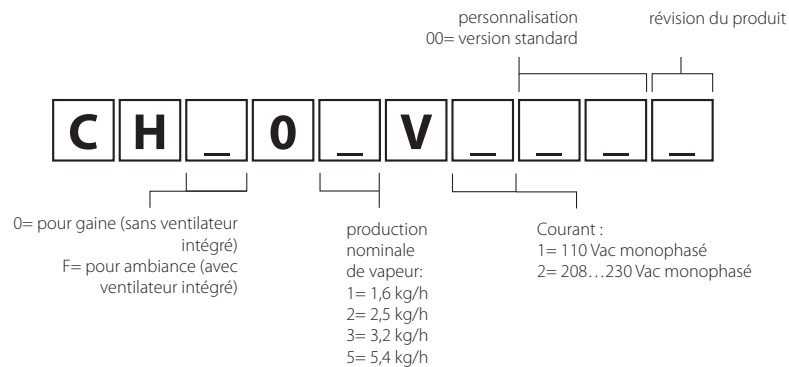 personnalisation
00= version standard
révision du produit
C H _ 0 _ V _ _ _ _
0= pour gaine (sans ventilateur
intégré)
F= pour ambiance (avec
ventilateur intégré)
production
nominale
de vapeur:
1= 1,6 kg/h
2= 2,5 kg/h
3= 3,2 kg/h
5= 5,4 kg/h
Courant :
1= 110 Vac monophasé
2= 208…230 Vac monophasé